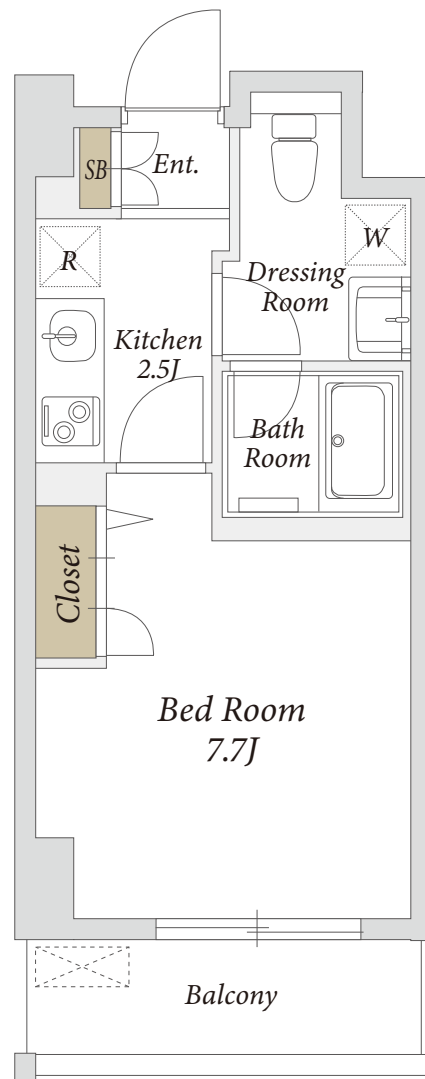 SB
Ent.
R
W
Dressing
Room
Kitchen
2.5J
Bath
Room
Closet
Bed Room
7.7J
Balcony